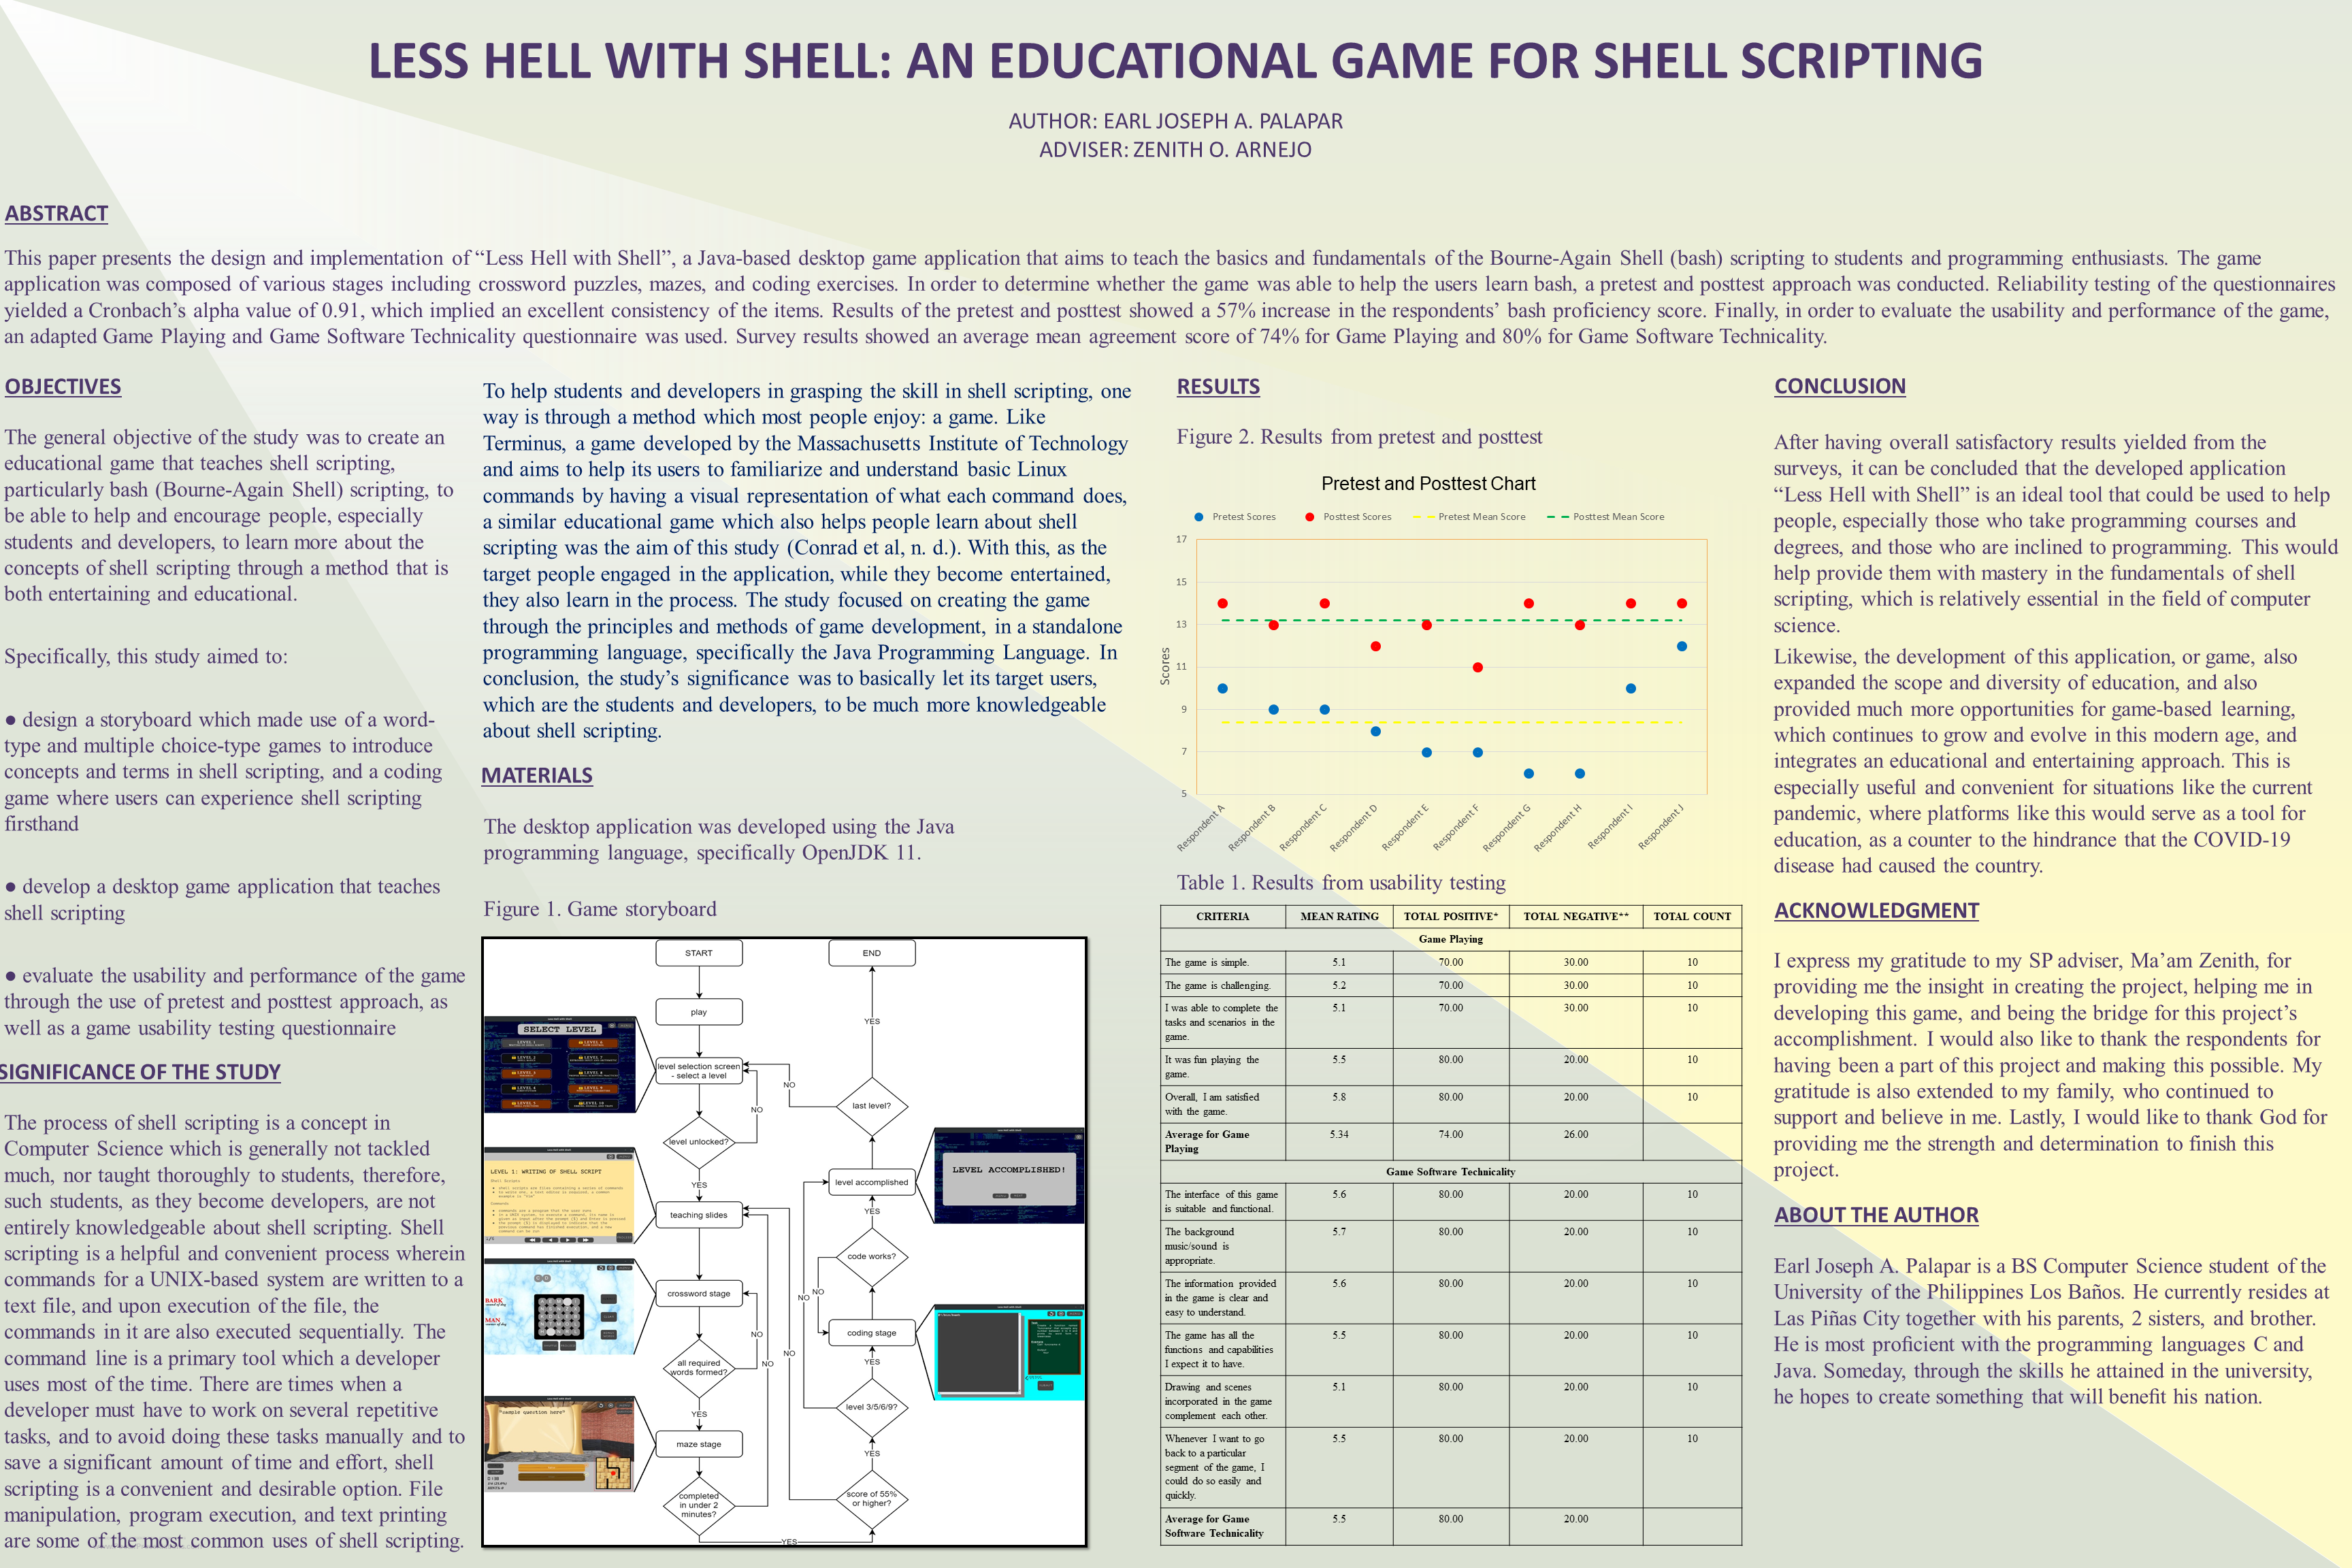 LESS HELL WITH SHELL: AN EDUCATIONAL GAME FOR SHELL SCRIPTING
AUTHOR: EARL JOSEPH A. PALAPAR
ADVISER: ZENITH O. ARNEJO
ABSTRACT
This paper presents the design and implementation of “Less Hell with Shell”, a Java-based desktop game application that aims to teach the basics and fundamentals of the Bourne-Again Shell (bash) scripting to students and programming enthusiasts. The game
application was composed of various stages including crossword puzzles, mazes, and coding exercises. In order to determine whether the game was able to help the users learn bash, a pretest and posttest approach was conducted. Reliability testing of the questionnaires
yielded a Cronbach’s alpha value of 0.91, which implied an excellent consistency of the items. Results of the pretest and posttest showed a 57% increase in the respondents’ bash proficiency score. Finally, in order to evaluate the usability and performance of the game,
an adapted Game Playing and Game Software Technicality questionnaire was used. Survey results showed an average mean agreement score of 74% for Game Playing and 80% for Game Software Technicality.
OBJECTIVES
The general objective of the study was to create an
educational game that teaches shell scripting,
particularly bash (Bourne-Again Shell) scripting, to
be able to help and encourage people, especially
students and developers, to learn more about the
concepts of shell scripting through a method that is
both entertaining and educational.
Specifically, this study aimed to:
● design a storyboard which made use of a word-
type and multiple choice-type games to introduce
concepts and terms in shell scripting, and a coding
game where users can experience shell scripting
firsthand
● develop a desktop game application that teaches
shell scripting
● evaluate the usability and performance of the game
through the use of pretest and posttest approach, as
well as a game usability testing questionnaire
SIGNIFICANCE OF THE STUDY
The process of shell scripting is a concept in
Computer Science which is generally not tackled
much, nor taught thoroughly to students, therefore,
such students, as they become developers, are not
entirely knowledgeable about shell scripting. Shell
scripting is a helpful and convenient process wherein
commands for a UNIX-based system are written to a
text file, and upon execution of the file, the
commands in it are also executed sequentially. The
command line is a primary tool which a developer
uses most of the time. There are times when a
developer must have to work on several repetitive
tasks, and to avoid doing these tasks manually and to
save a significant amount of time and effort, shell
scripting is a convenient and desirable option. File
manipulation, program execution, and text printing
are some of the most common uses of shell scripting.
To help students and developers in grasping the skill in shell scripting, one
way is through a method which most people enjoy: a game. Like
Terminus, a game developed by the Massachusetts Institute of Technology
and aims to help its users to familiarize and understand basic Linux
commands by having a visual representation of what each command does,
a similar educational game which also helps people learn about shell
scripting was the aim of this study (Conrad et al, n. d.). With this, as the
target people engaged in the application, while they become entertained,
they also learn in the process. The study focused on creating the game
through the principles and methods of game development, in a standalone
programming language, specifically the Java Programming Language. In
conclusion, the study’s significance was to basically let its target users,
which are the students and developers, to be much more knowledgeable
about shell scripting.
MATERIALS
The desktop application was developed using the Java
programming language, specifically OpenJDK 11.
Figure 1. Game storyboard
START
play
SELECT LEVEL
level selection screen
- select a level
NO
level unlocked?
YES
LEVEL 1: WRITING OF SHELL SCRIPT
teaching slides
crossword stage
BARK
MAN
NO
all required
words formed?
YES
NO
"sample question here"
maze stage
completed
in under 2
minutes?
YES
END
YES
NO
last level?
LEVEL ACCOMPLISHED!
level accomplished
YES
code works?
NO
NO
coding stage
YES
NO
level 3/5/6/9?
YES
score of 55%
or higher?
RESULTS
Figure 2. Results from pretest and posttest
Pretest and Posttest Chart
Pretest Scores Posttest Scores Pretest Mean Score Posttest Mean Score
Scores
17
15
13
11
9
7
5
Respondent A Respondent B Respondent C Respondent D Respondent E Respondent F Respondent G Respondent H Respondent I Respondent J
Table 1. Results from usability testing
CRITERIA MEAN RATING TOTAL POSITIVE* TOTAL NEGATIVE** TOTAL COUNT
Game Playing
The game is simple. 5.1 70.00 30.00 10
The game is challenging. 5.2 70.00 30.00 10
I was able to complete the 5.1 70.00 30.00 10
tasks and scenarios in the
game.
It was fun playing the 5.5 80.00 20.00 10
game.
Overall, I am satisfied 5.8 80.00 20.00 10
with the game.
Average for Game 5.34 74.00 26.00
Playing
Game Software Technicality
The interface of this game 5.6 80.00 20.00 10
is suitable and functional.
The background 5.7 80.00 20.00 10
music/sound is
appropriate.
The information provided 5.6 80.00 20.00 10
in the game is clear and
easy to understand.
The game has all the 5.5 80.00 20.00 10
functions and capabilities
I expect it to have.
Drawing and scenes 5.1 80.00 20.00 10
incorporated in the game
complement each other.
Whenever I want to go 5.5 80.00 20.00 10
back to a particular
segment of the game, I
could do so easily and
quickly.
Average for Game 5.5 80.00 20.00
Software Technicality
CONCLUSION
After having overall satisfactory results yielded from the
surveys, it can be concluded that the developed application
“Less Hell with Shell” is an ideal tool that could be used to help
people, especially those who take programming courses and
degrees, and those who are inclined to programming. This would
help provide them with mastery in the fundamentals of shell
scripting, which is relatively essential in the field of computer
science.
Likewise, the development of this application, or game, also
expanded the scope and diversity of education, and also
provided much more opportunities for game-based learning,
which continues to grow and evolve in this modern age, and
integrates an educational and entertaining approach. This is
especially useful and convenient for situations like the current
pandemic, where platforms like this would serve as a tool for
education, as a counter to the hindrance that the COVID-19
disease had caused the country.
ACKNOWLEDGMENT
I express my gratitude to my SP adviser, Ma’am Zenith, for
providing me the insight in creating the project, helping me in
developing this game, and being the bridge for this project’s
accomplishment. I would also like to thank the respondents for
having been a part of this project and making this possible. My
gratitude is also extended to my family, who continued to
support and believe in me. Lastly, I would like to thank God for
providing me the strength and determination to finish this
project.
ABOUT THE AUTHOR
Earl Joseph A. Palapar is a BS Computer Science student of the
University of the Philippines Los Baños. He currently resides at
Las Piñas City together with his parents, 2 sisters, and brother.
He is most proficient with the programming languages C and
Java. Someday, through the skills he attained in the university,
he hopes to create something that will benefit his nation.